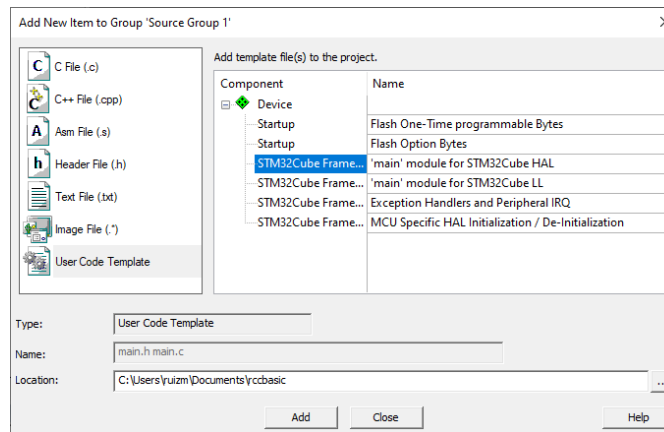 Add New Item to Group 'Source Group 1'
C File (.c)
C++ File (.cpp)
Asm File (.s)
Header File (.h)
Text File (.txt)
Image File (.*)
User Code Template
Add template file(s) to the project.
Component Name
Device
Startup Flash One-Time programmable Bytes
Startup Flash Option Bytes
STM32Cube Frame... 'main' module for STM32Cube HAL
STM32Cube Frame... 'main' module for STM32Cube LL
STM32Cube Frame... Exception Handlers and Peripheral IRQ
STM32Cube Frame... MCU Specific HAL Initialization / De-Initialization
Type: User Code Template
Name: main.h main.c
Location: C:\Users\ruizm\Documents\rccbasic ...
Add Close Help